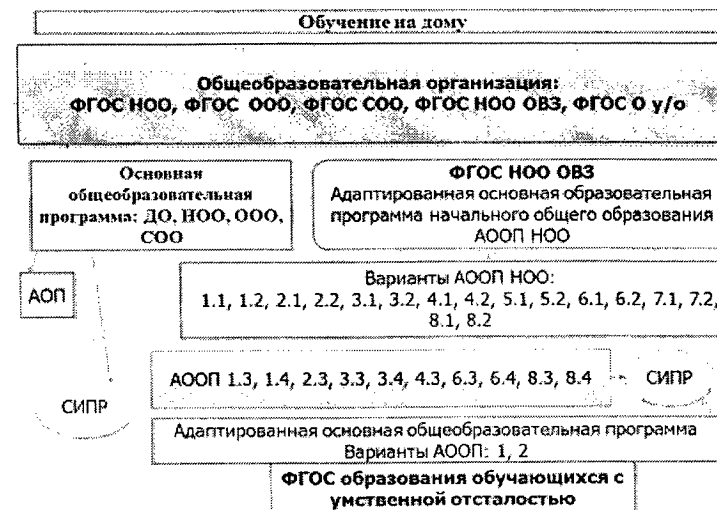 Обучение на дому
Общеобразовательная организация:
ФГОС НОО, ФГОС ООО, ФГОС СОО, ФГОС НОО ОВЗ, ФГОС О у/о
Основная
общеобразовательная
программа: ДО, НОО, ООО,
СОО
ФГОС НОО ОВЗ
Адаптированная основная образовательная
программа начального общего образования
АООП НОО
АОП
Варианты АООП НОО:
1.1, 1.2, 2.1, 2.2, 3.1, 3.2, 4.1, 4.2, 5.1, 5.2, 6.1, 6.2, 7.1, 7.2,
8.1, 8.2
СИПР
АООП 1.3, 1.4, 2.3, 3.3, 3.4, 4.3, 6.3, 6.4, 8.3, 8.4
СИПР
Адаптированная основная общеобразовательная программа
Варианты АООП: 1, 2
ФГОС образования обучающихся с
умственной отсталостью